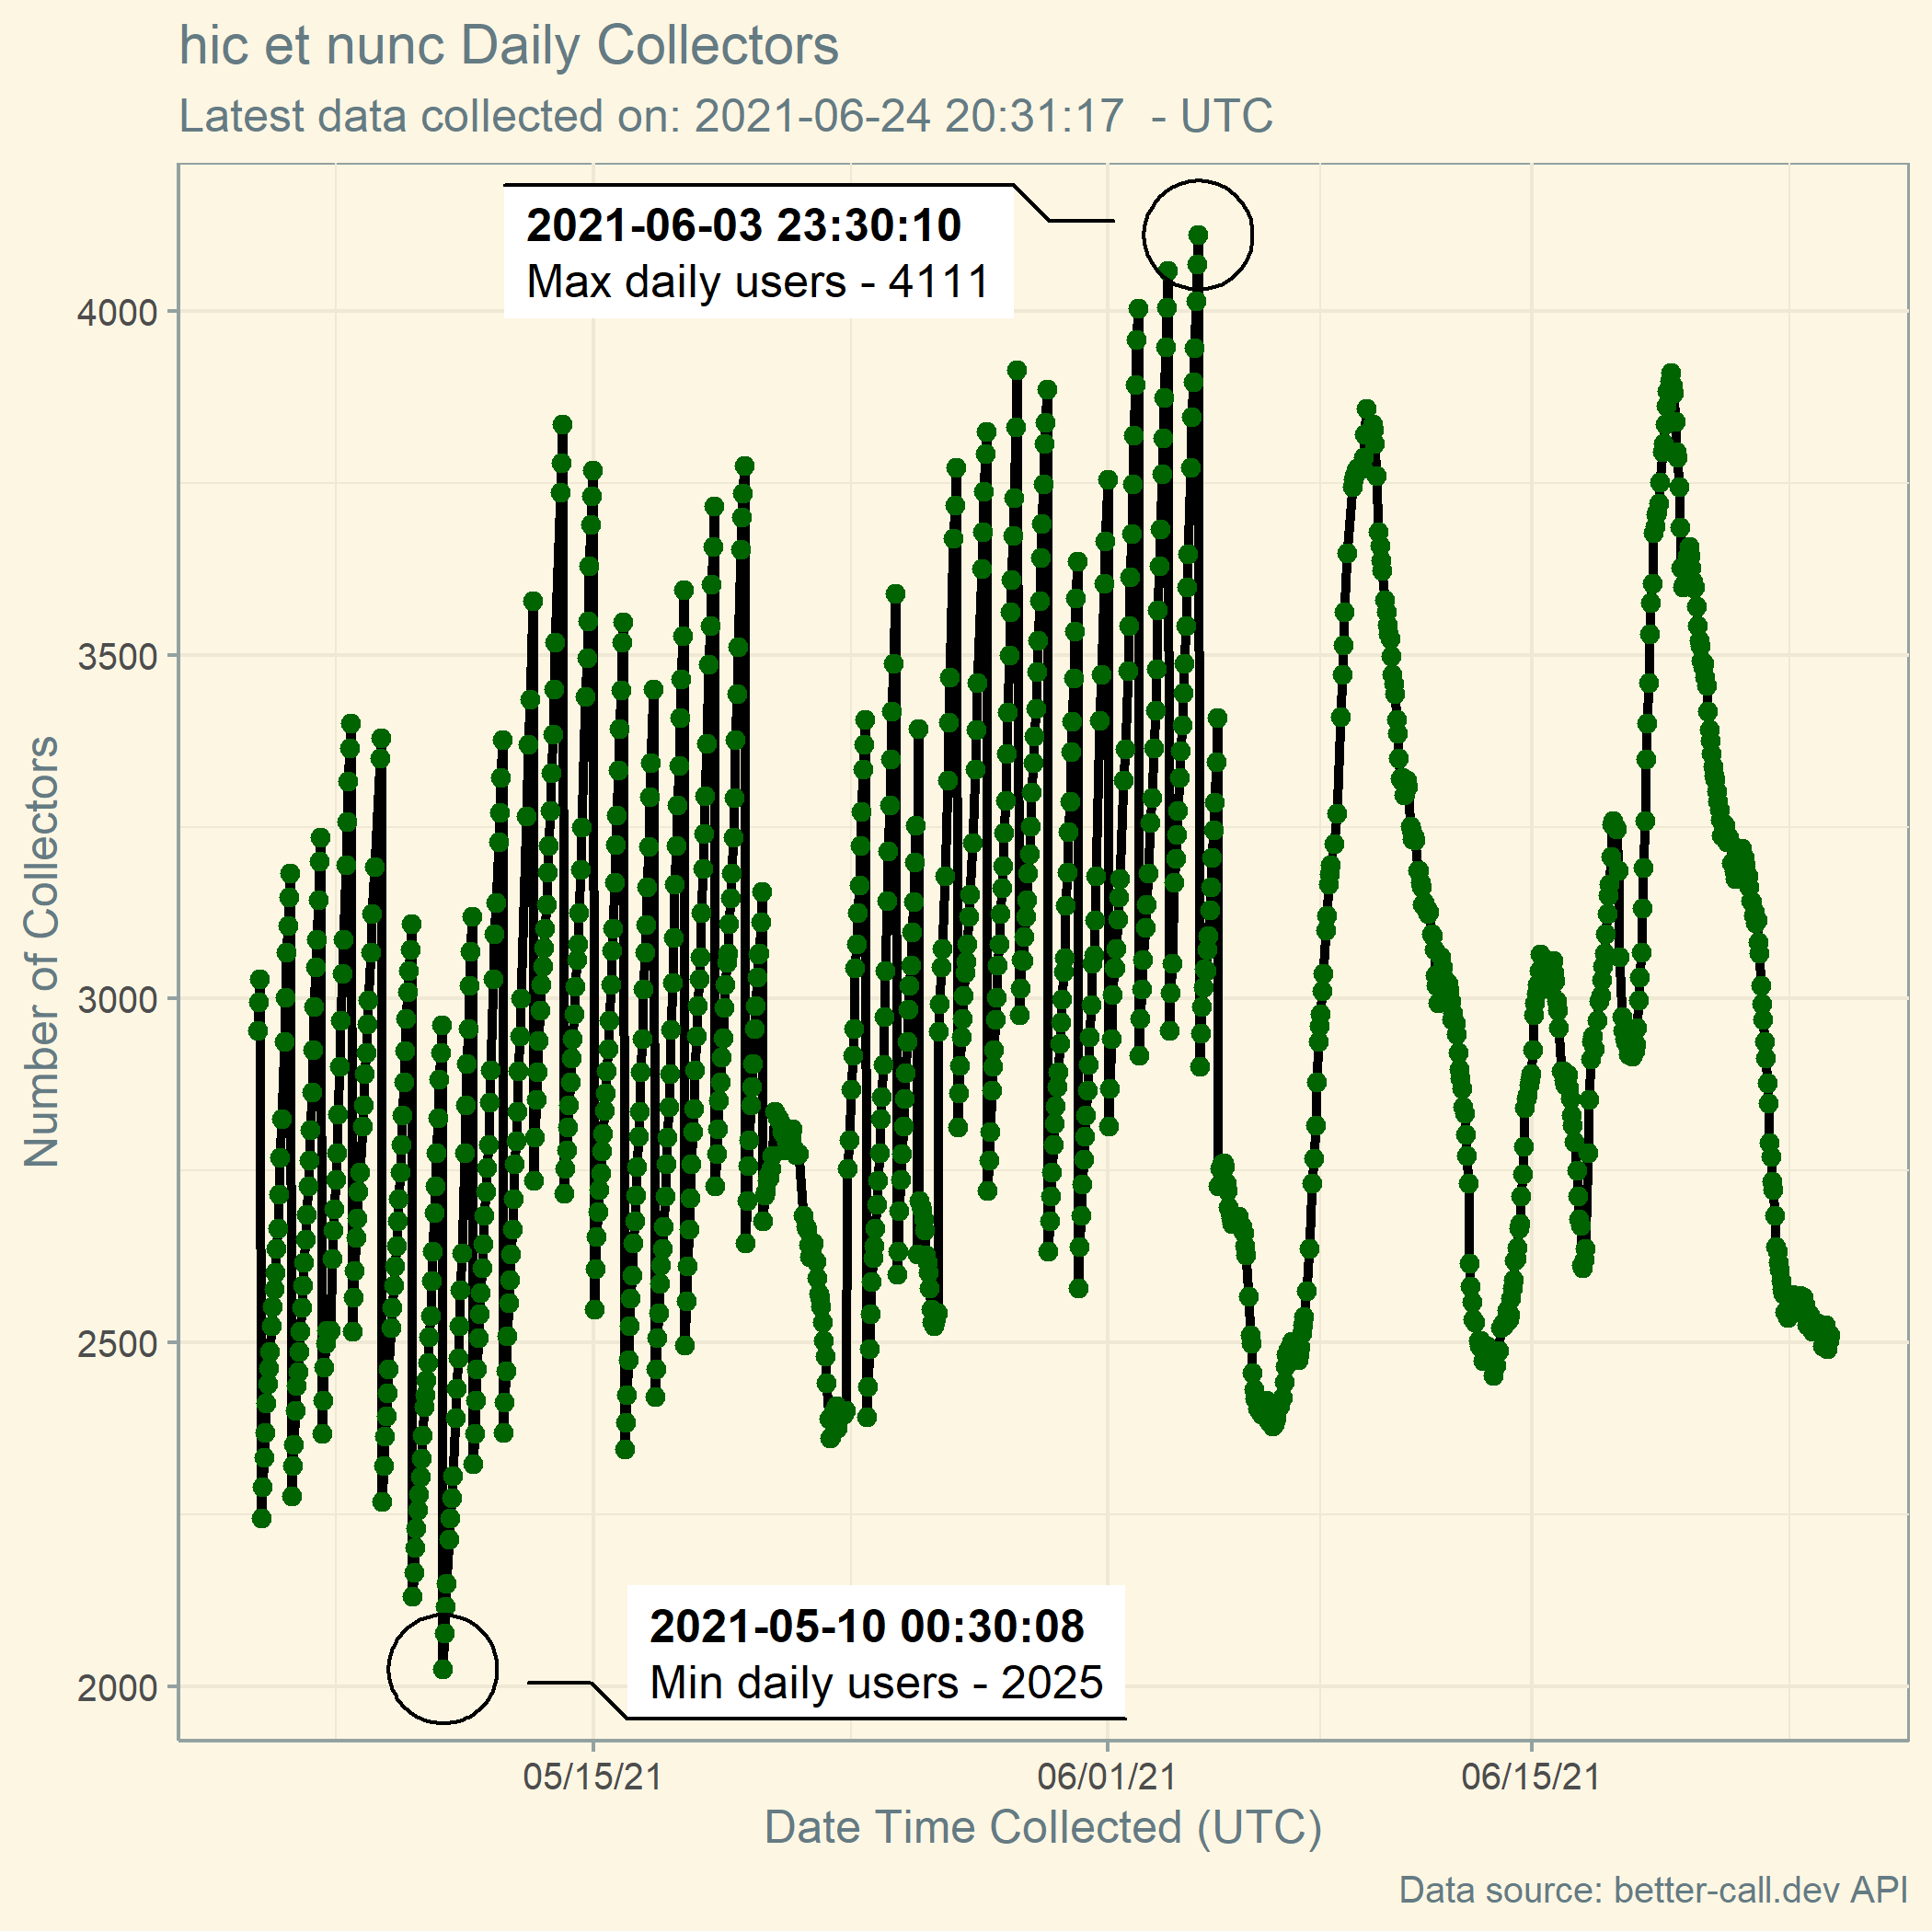 hic et nunc Daily Collectors
Latest data collected on: 2021-06-24 20:31:17  - UTC
2021-06-03 23:30:10
Max daily users - 4111
4000
3500
3000
2500
2000
Number of Collectors
2021-05-10 00:30:08
Min daily users - 2025
05/15/21
06/01/21
06/15/21
Date Time Collected (UTC)
Data source: better-call.dev API